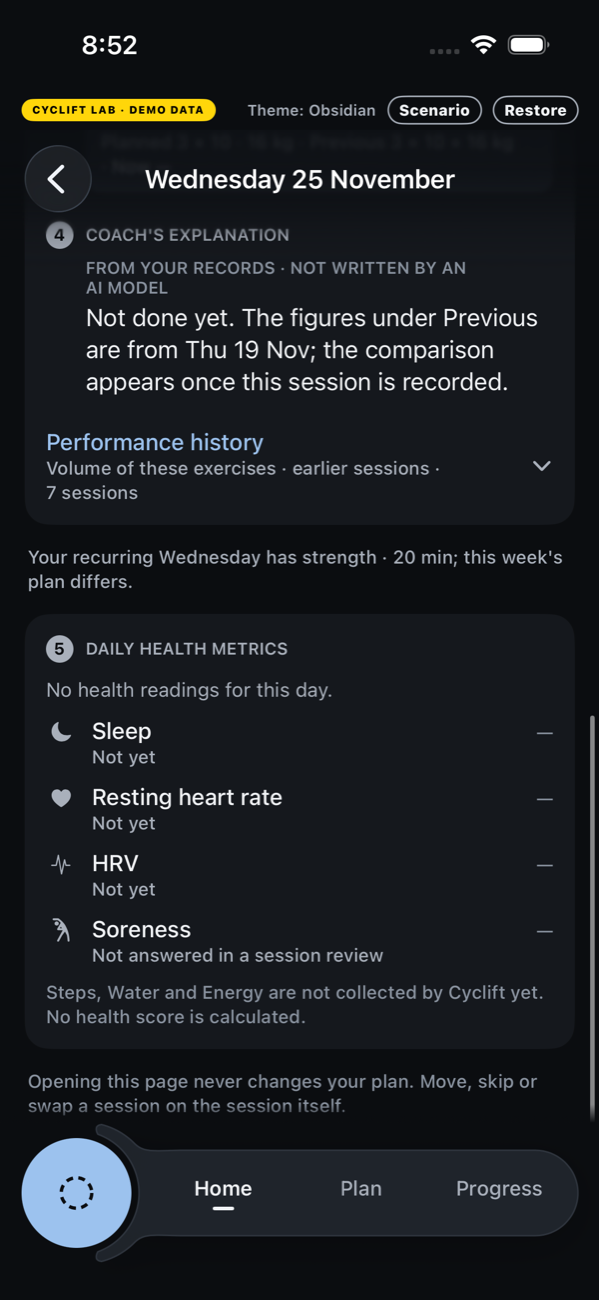 8:52
CYCLIFT LAB · DEMO DATA
Theme: Obsidian
Scenario
Restore
Wednesday 25 November
4 COACH'S EXPLANATION
FROM YOUR RECORDS · NOT WRITTEN BY AN
AI MODEL
Not done yet. The figures under Previous
are from Thu 19 Nov; the comparison
appears once this session is recorded.
Performance history
Volume of these exercises · earlier sessions ·
7 sessions
Your recurring Wednesday has strength · 20 min; this week's
plan differs.
5 DAILY HEALTH METRICS
No health readings for this day.
Sleep —
Not yet
Resting heart rate —
Not yet
HRV —
Not yet
Soreness —
Not answered in a session review
Steps, Water and Energy are not collected by Cyclift yet.
No health score is calculated.
Opening this page never changes your plan. Move, skip or
swap a session on the session itself.
Home
Plan
Progress